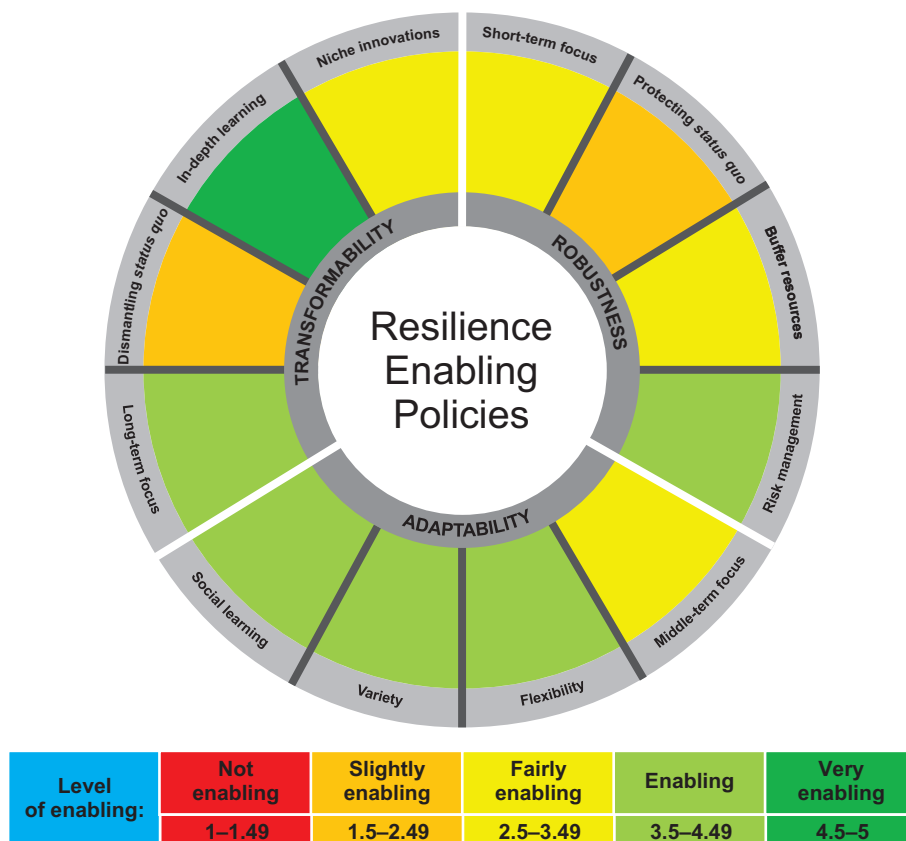 Niche innovations
Short-term focus
Protecting status quo
Buffer resources
Risk management
Middle-term focus
Flexibility
Variety
Social learning
Long-term focus
Dismantling status quo
In-depth learning
TRANSFORMABILITY
ROBUSTNESS
ADAPTABILITY
Resilience
Enabling
Policies
Level
of enabling:
Not
enabling
1–1.49
Slightly
enabling
1.5–2.49
Fairly
enabling
2.5–3.49
Enabling
3.5–4.49
Very
enabling
4.5–5